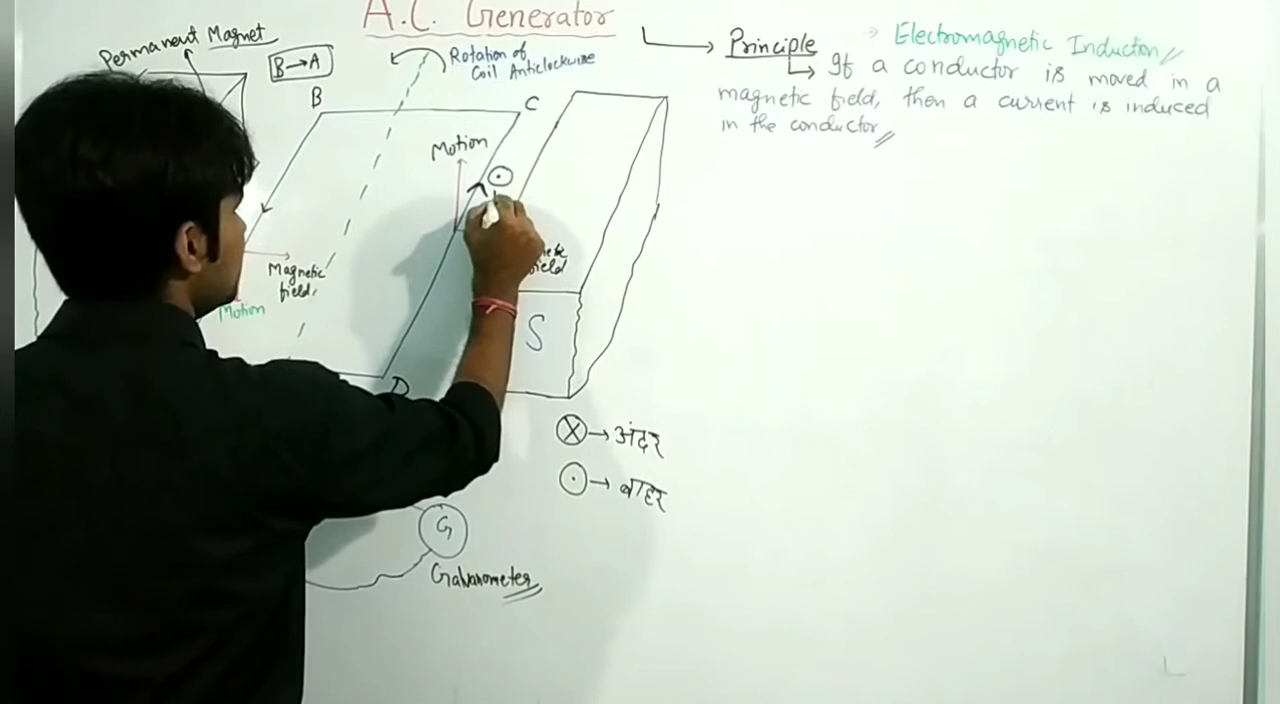 A.C. Generator
Permanent Magnet
B→A
Rotation of
Coil Anticlockwise
B
C
Motion
Magnetic
field,
Motion
field
S
D
G
Galvanometer
⊗→अंदर
⊙→बाहर
Principle
Electromagnetic Induction
If a conductor is moved in a
magnetic field, then a current is induced
in the conductor